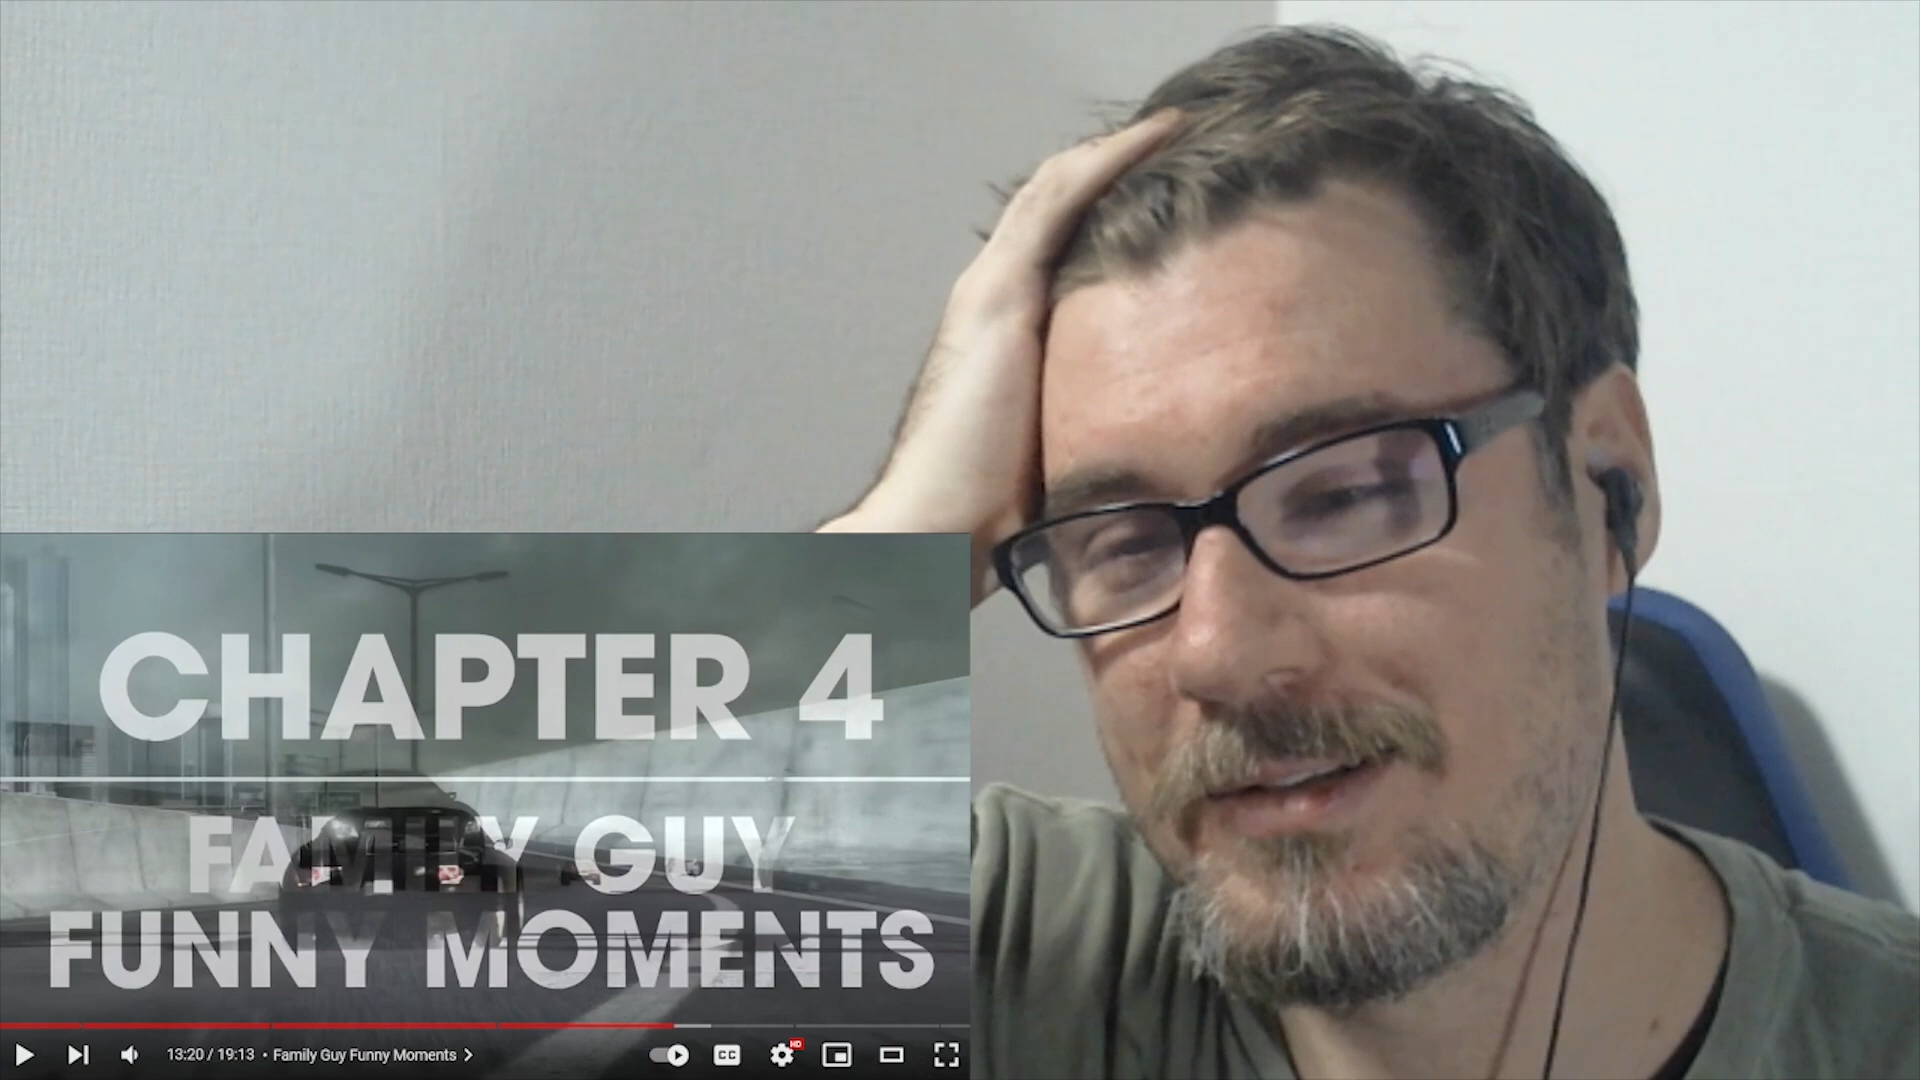 CHAPTER 4
FAMILY GUY
FUNNY MOMENTS
13:20 / 19:13 • Family Guy Funny Moments >
CC
HD